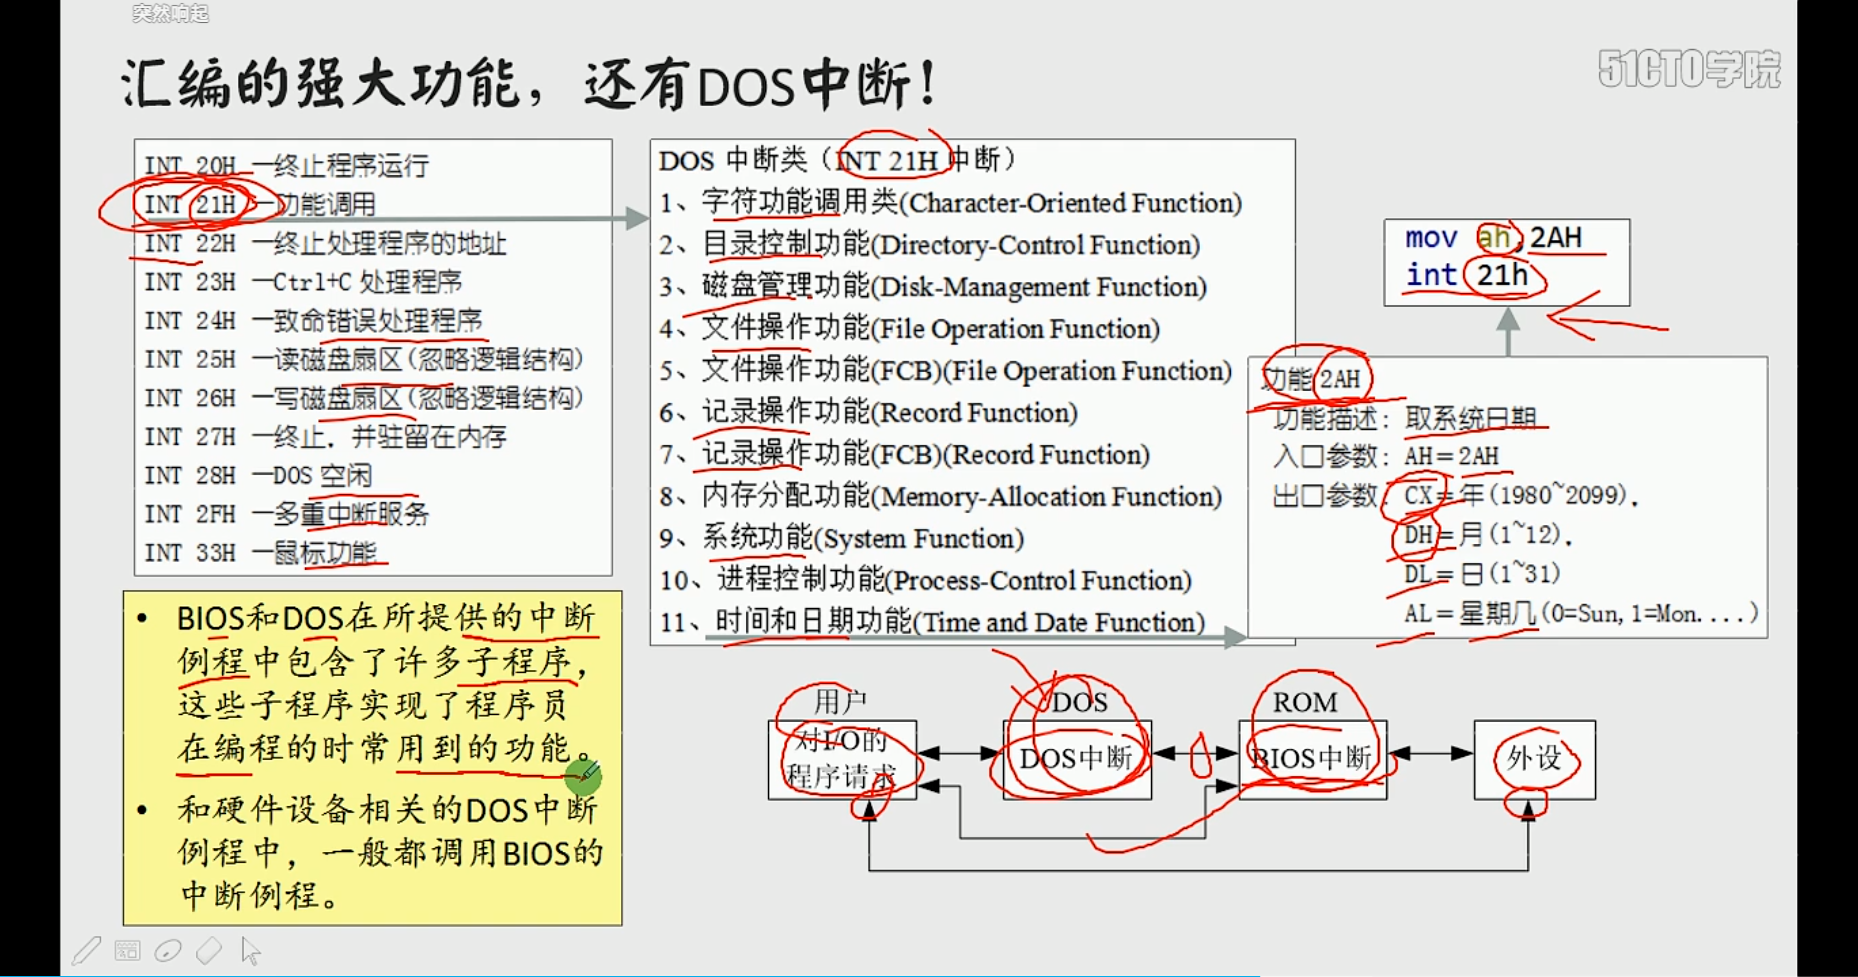 突然响起
汇编的强大功能，还有DOS中断！
51CTO学院
INT 20H —终止程序运行
INT 21H —功能调用
INT 22H —终止处理程序的地址
INT 23H —Ctrl+C 处理程序
INT 24H —致命错误处理程序
INT 25H —读磁盘扇区(忽略逻辑结构)
INT 26H —写磁盘扇区(忽略逻辑结构)
INT 27H —终止．并驻留在内存
INT 28H —DOS 空闲
INT 2FH —多重中断服务
INT 33H —鼠标功能
DOS 中断类（INT 21H 中断）
1、字符功能调用类(Character-Oriented Function)
2、目录控制功能(Directory-Control Function)
3、磁盘管理功能(Disk-Management Function)
4、文件操作功能(File Operation Function)
5、文件操作功能(FCB)(File Operation Function)
6、记录操作功能(Record Function)
7、记录操作功能(FCB)(Record Function)
8、内存分配功能(Memory-Allocation Function)
9、系统功能(System Function)
10、进程控制功能(Process-Control Function)
11、时间和日期功能(Time and Date Function)
mov ah,2AH
int 21h
功能 2AH
功能描述：取系统日期
入口参数：AH＝2AH
出口参数：CX＝年(1980~2099)．
DH＝月(1~12)．
DL＝日(1~31)
AL＝星期几(0=Sun,1=Mon....)
• BIOS和DOS在所提供的中断
例程中包含了许多子程序，
这些子程序实现了程序员
在编程的时常用到的功能。
• 和硬件设备相关的DOS中断
例程中，一般都调用BIOS的
中断例程。
用户
对I/O的
程序请求
DOS
DOS中断
ROM
BIOS中断
外设